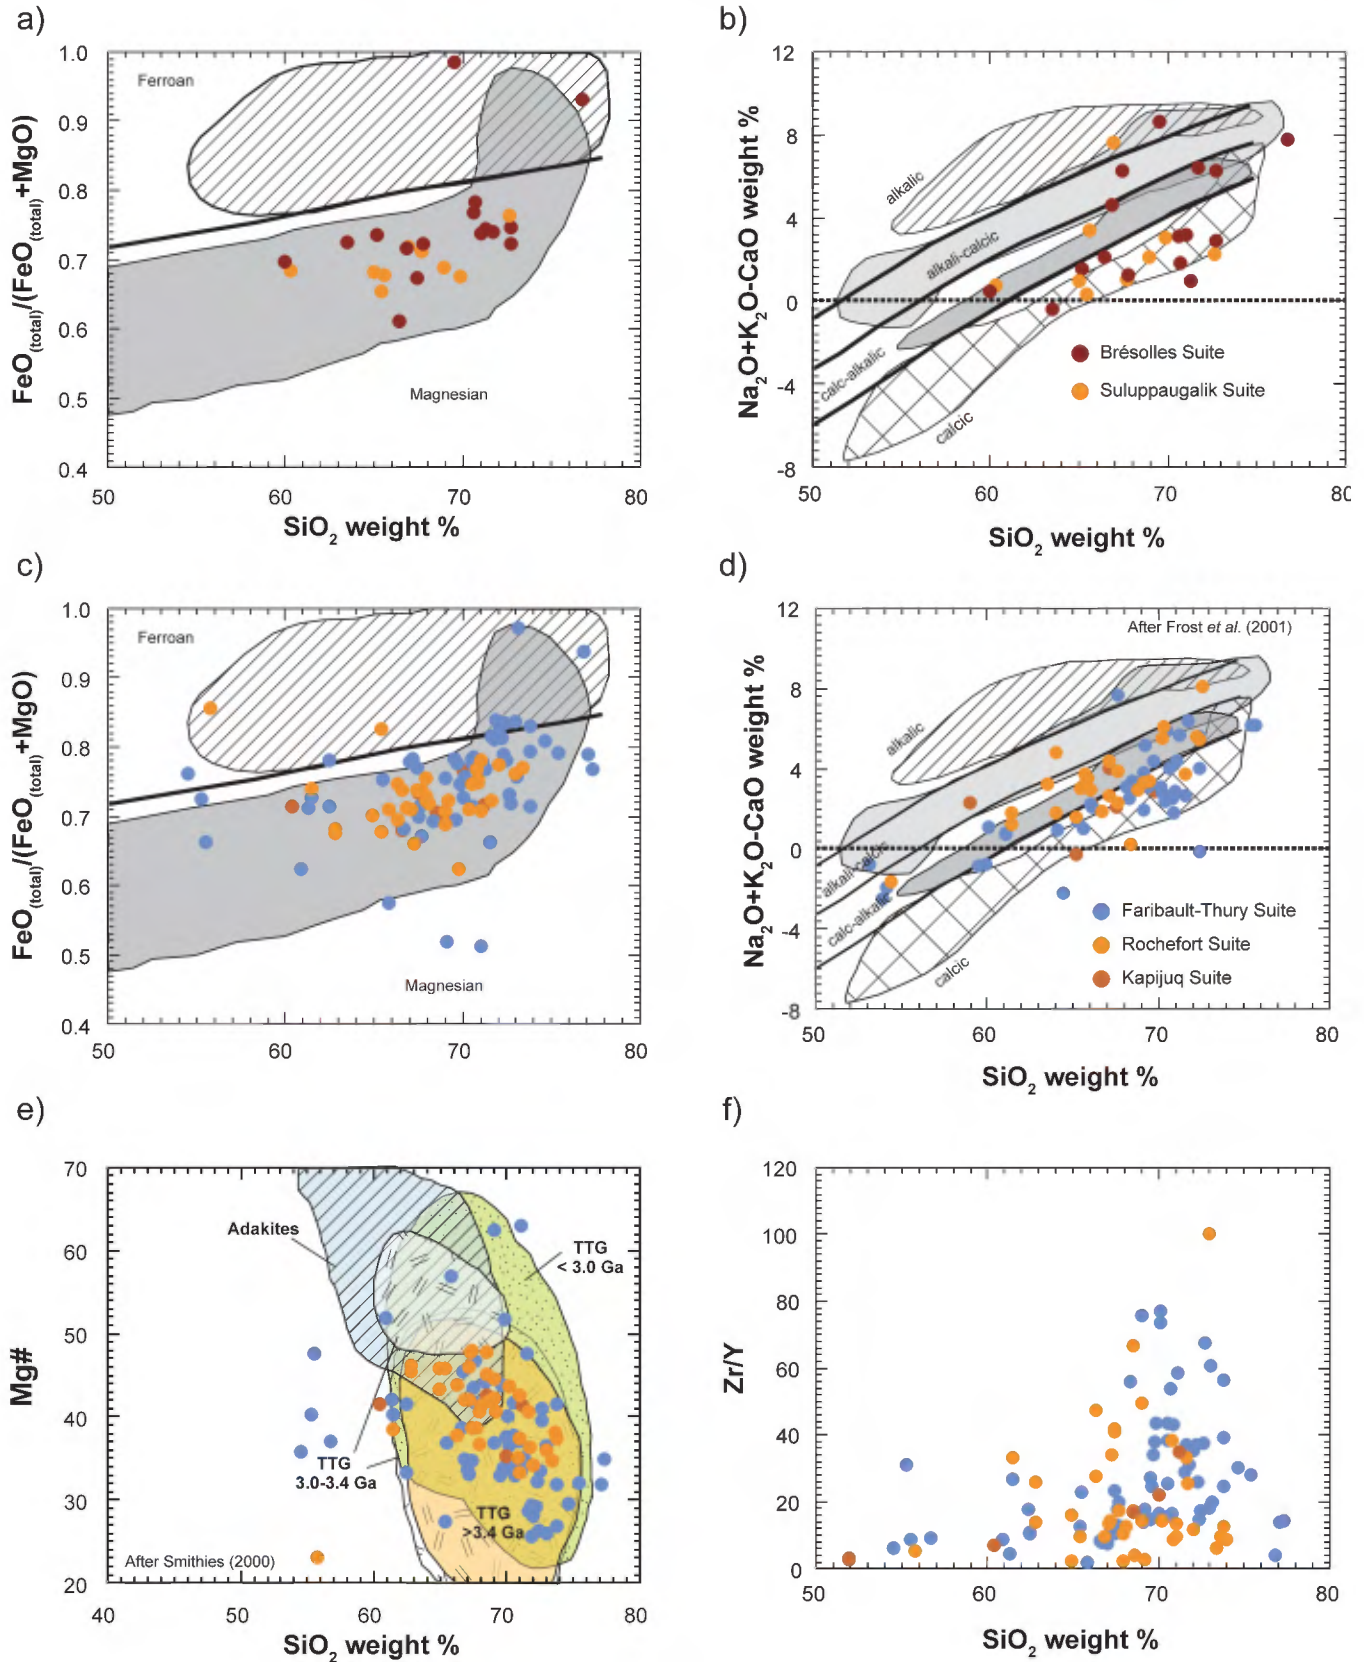 a)
1.0
0.9
0.8
0.7
0.6
0.5
0.4
FeO(total)/(FeO(total)+MgO)
Ferroan
Magnesian
50
60
70
80
SiO2 weight %
b)
12
8
4
0
-4
-8
Na2O+K2O-CaO weight %
alkalic
alkali-calcic
calc-alkalic
calcic
Brésolles Suite
Suluppaugalik Suite
50
60
70
80
SiO2 weight %
c)
1.0
0.9
0.8
0.7
0.6
0.5
0.4
FeO(total)/(FeO(total)+MgO)
Ferroan
Magnesian
50
60
70
80
SiO2 weight %
d)
12
8
4
0
-4
-8
Na2O+K2O-CaO weight %
After Frost et al. (2001)
alkalic
alkali-calcic
calc-alkalic
calcic
Faribault-Thury Suite
Rochefort Suite
Kapijuq Suite
50
60
70
80
SiO2 weight %
e)
70
60
50
40
30
20
Mg#
Adakites
TTG
< 3.0 Ga
TTG
3.0-3.4 Ga
TTG
>3.4 Ga
After Smithies (2000)
40
50
60
70
80
SiO2 weight %
f)
120
100
80
60
40
20
0
Zr/Y
50
60
70
80
SiO2 weight %